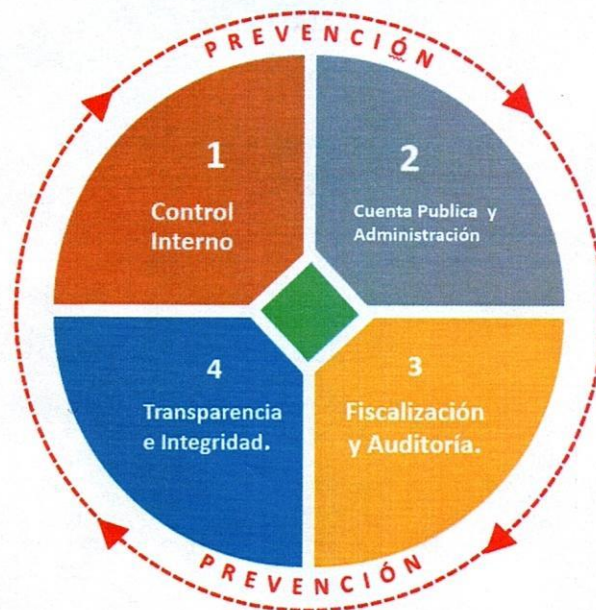 PREVENCIÓN
1
Control
Interno
2
Cuenta Publica y
Administración
4
Transparencia
e Integridad.
3
Fiscalización
y Auditoría.
PREVENCIÓN